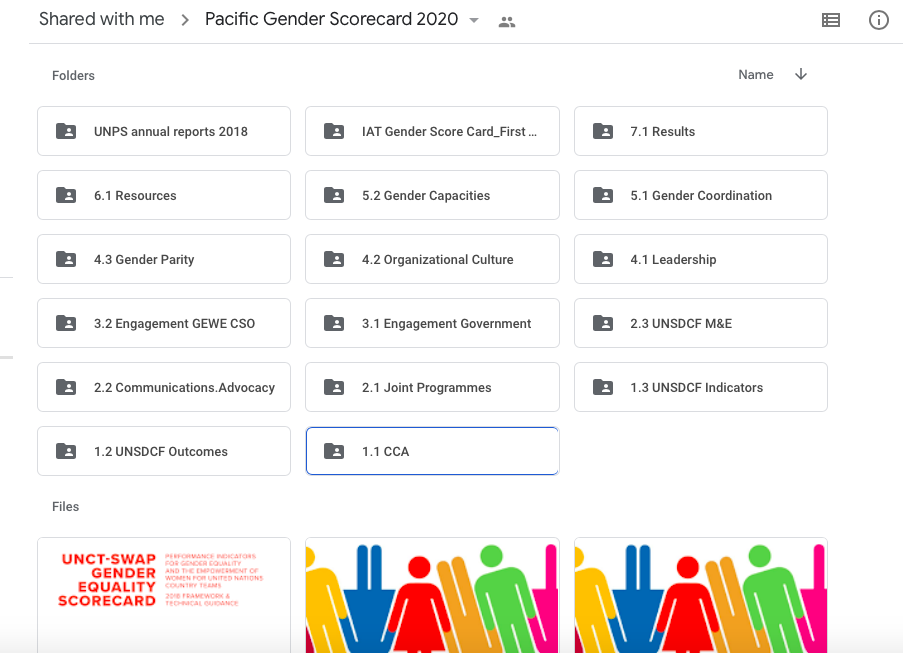 Shared with me > Pacific Gender Scorecard 2020
Folders
Name
UNPS annual reports 2018
IAT Gender Score Card_First ...
7.1 Results
6.1 Resources
5.2 Gender Capacities
5.1 Gender Coordination
4.3 Gender Parity
4.2 Organizational Culture
4.1 Leadership
3.2 Engagement GEWE CSO
3.1 Engagement Government
2.3 UNSDCF M&E
2.2 Communications.Advocacy
2.1 Joint Programmes
1.3 UNSDCF Indicators
1.2 UNSDCF Outcomes
1.1 CCA
Files
UNCT-SWAP
GENDER
EQUALITY
SCORECARD
PERFORMANCE INDICATORS
FOR GENDER EQUALITY
AND THE EMPOWERMENT OF
WOMEN FOR UNITED NATIONS
COUNTRY TEAMS
2018 FRAMEWORK &
TECHNICAL GUIDANCE